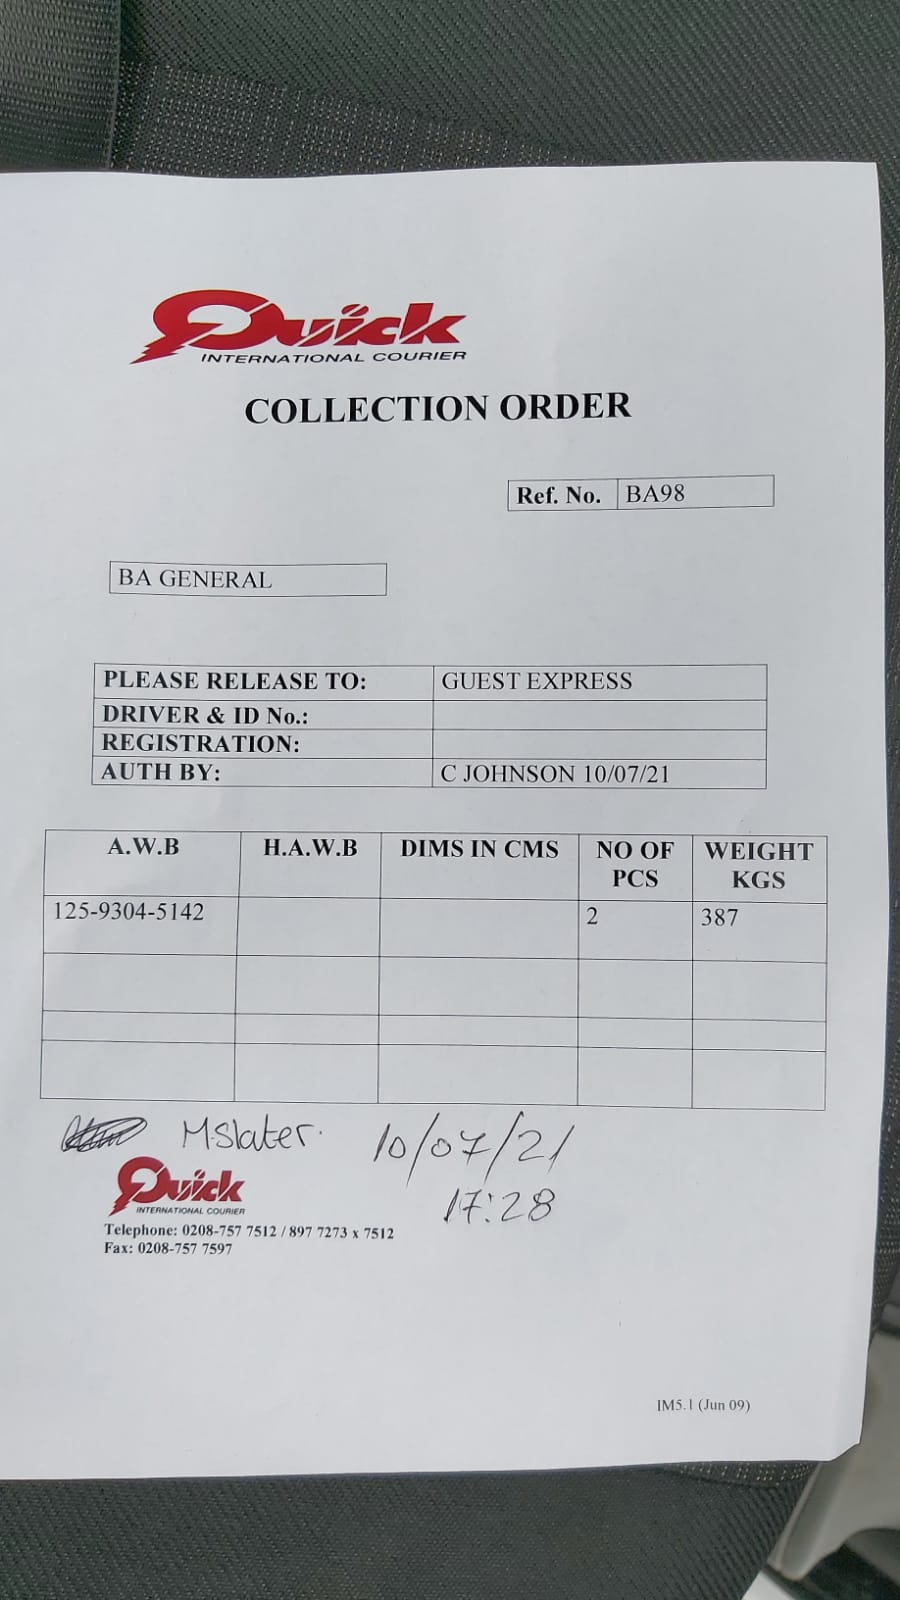 Quick
INTERNATIONAL COURIER
COLLECTION ORDER
Ref. No. BA98
BA GENERAL
PLEASE RELEASE TO: GUEST EXPRESS
DRIVER & ID No.:
REGISTRATION:
AUTH BY: C JOHNSON 10/07/21
A.W.B H.A.W.B DIMS IN CMS NO OF PCS WEIGHT KGS
125-9304-5142 2 387
M.Slater. 10/07/21
17:28
Quick
INTERNATIONAL COURIER
Telephone: 0208-757 7512 / 897 7273 x 7512
Fax: 0208-757 7597
IM5.1 (Jun 09)